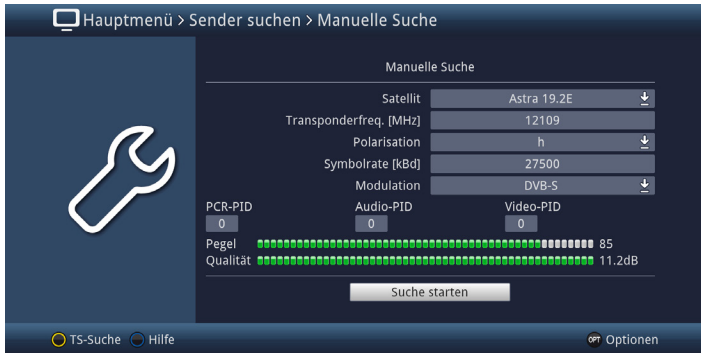 Hauptmenü > Sender suchen > Manuelle Suche
Manuelle Suche
Satellit Astra 19.2E
Transponderfreq. [MHz] 12109
Polarisation h
Symbolrate [kBd] 27500
Modulation DVB-S
PCR-PID Audio-PID Video-PID
0 0 0
Pegel 85
Qualität 11.2dB
Suche starten
TS-Suche Hilfe OPT Optionen